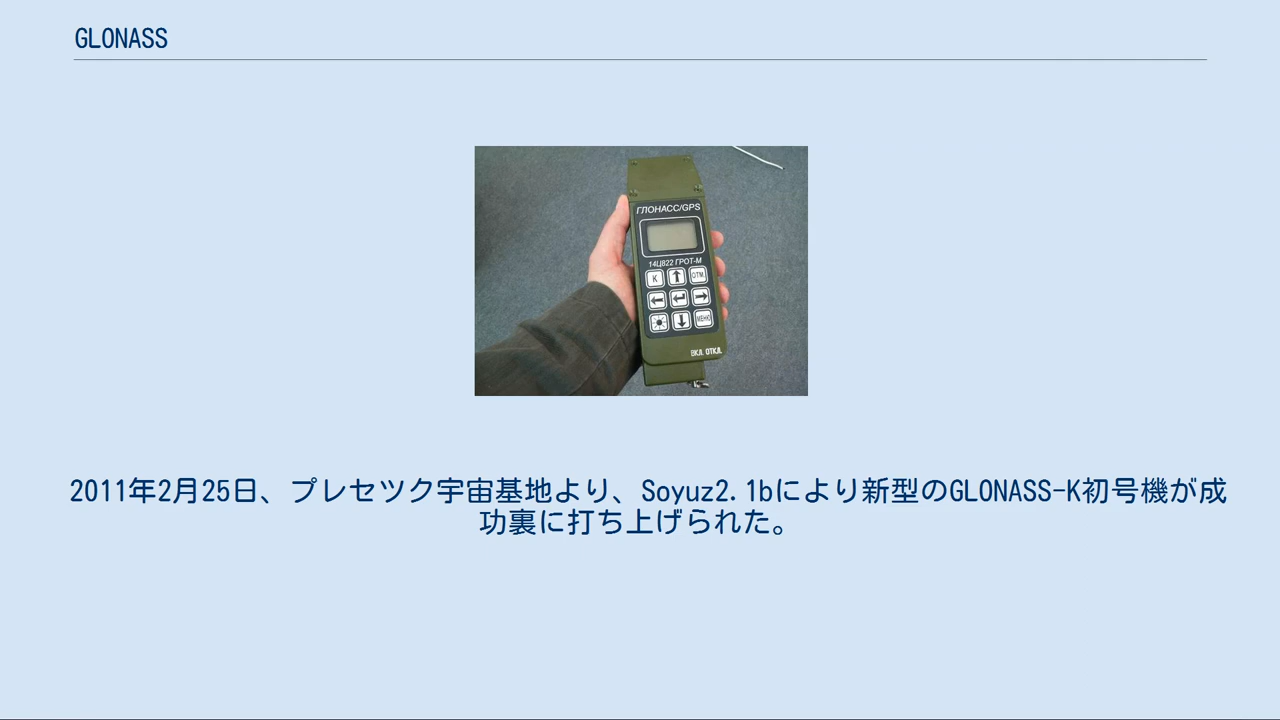 GLONASS
ГЛОНАСС/GPS
14Ц822 ГРОТ-М
К
ОТМ
МЕНЮ
ВКЛ. ОТКЛ.
2011年2月25日、プレセツク宇宙基地より、Soyuz2.1bにより新型のGLONASS-K初号機が成
功裏に打ち上げられた。